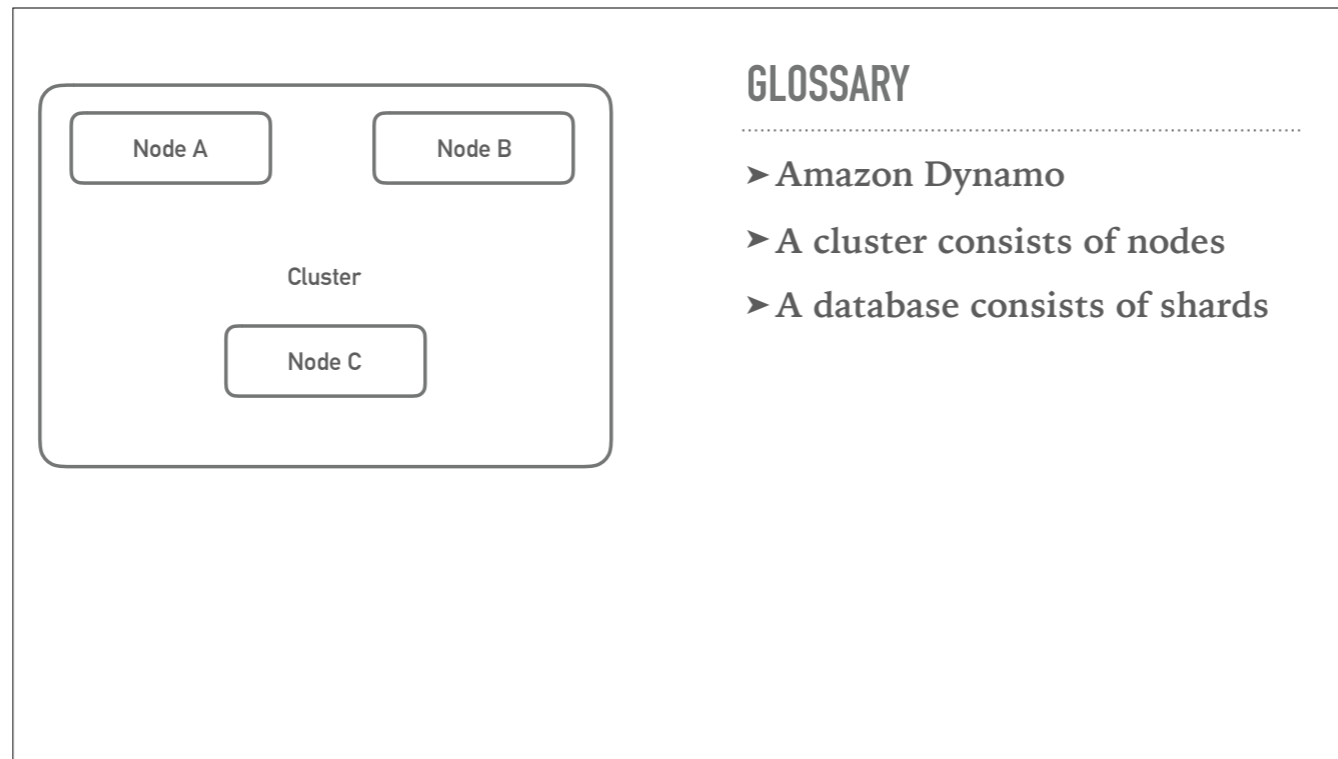 Node A
Node B
Cluster
Node C
GLOSSARY
➤ Amazon Dynamo
➤ A cluster consists of nodes
➤ A database consists of shards